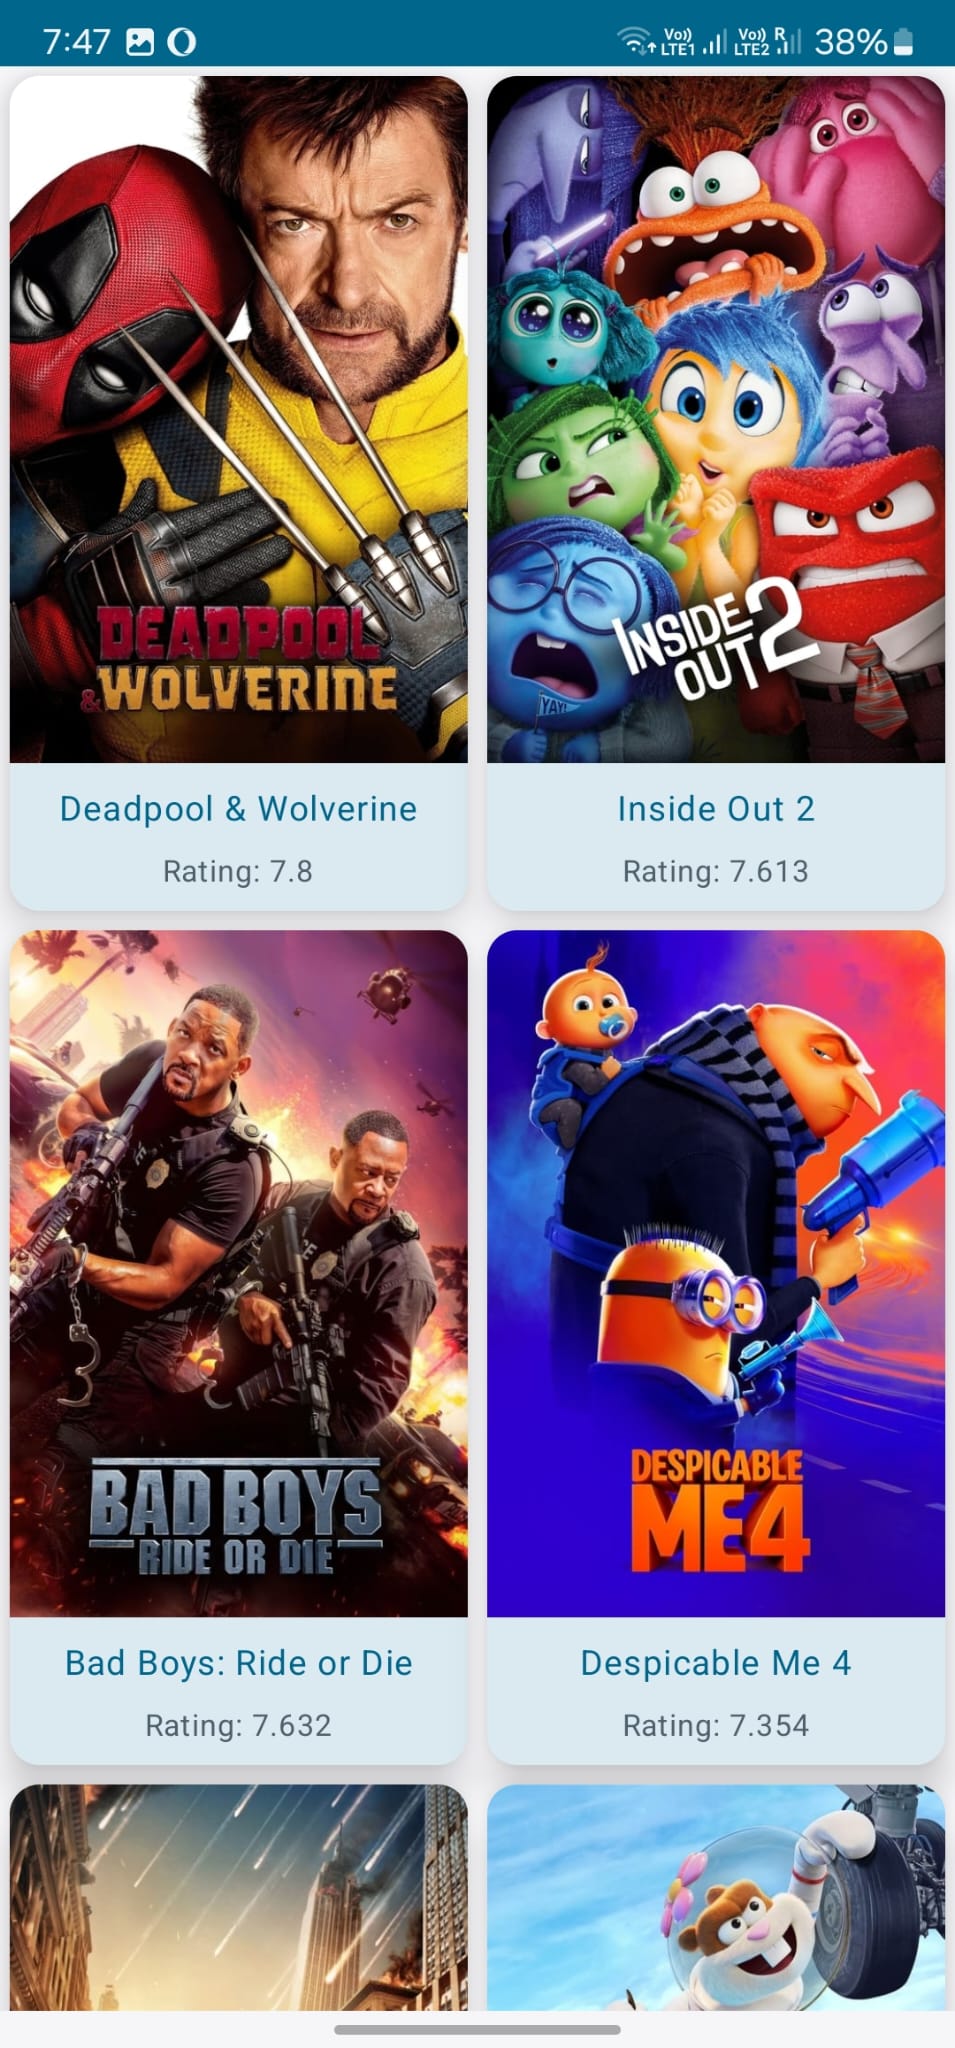 7:47
Vo))
LTE1
Vo)) R
LTE2
38%
DEADPOOL
&WOLVERINE
INSIDE
OUT 2
YAY!
Deadpool & Wolverine
Rating: 7.8
Inside Out 2
Rating: 7.613
BAD BOYS
RIDE OR DIE
DESPICABLE
ME4
Bad Boys: Ride or Die
Rating: 7.632
Despicable Me 4
Rating: 7.354